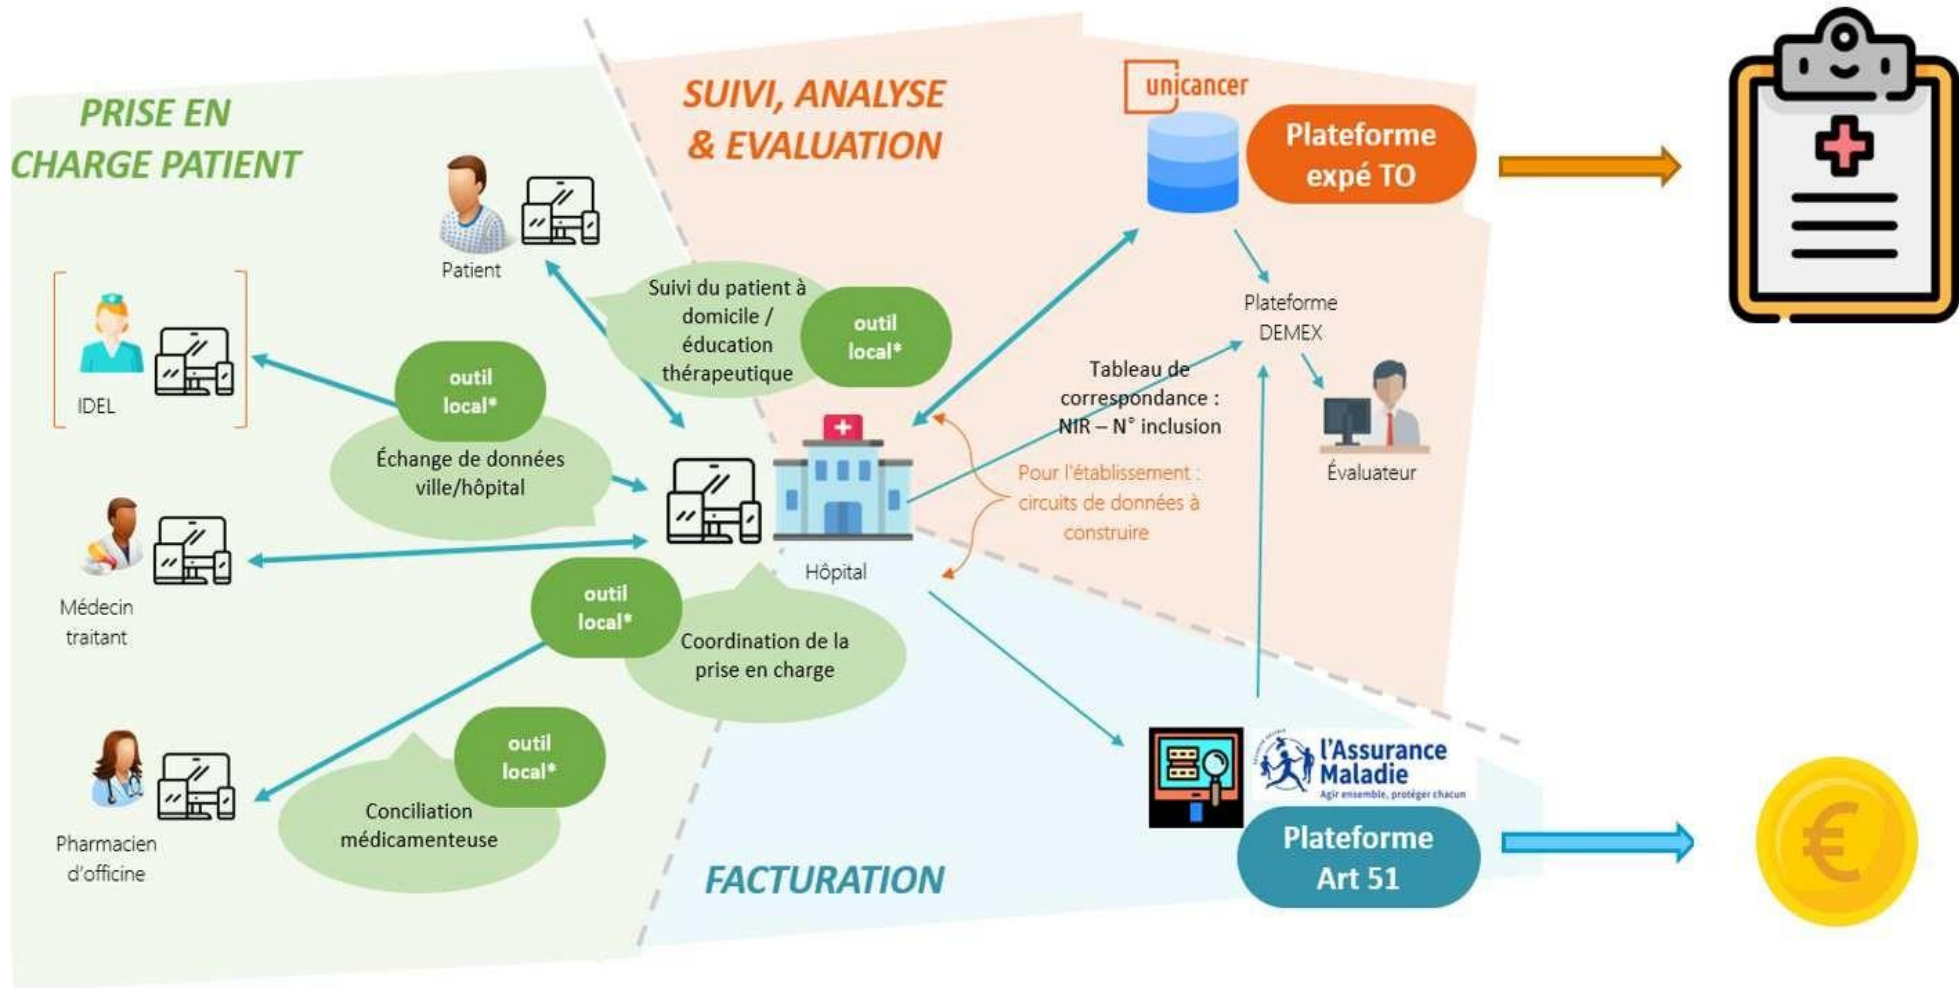 PRISE EN
CHARGE PATIENT
SUIVI, ANALYSE
& EVALUATION
unicancer
Plateforme
expé TO
Patient
IDEL
Suivi du patient à
domicile /
éducation
thérapeutique
outil
local*
outil
local*
Échange de données
ville/hôpital
Plateforme
DEMEX
Tableau de
correspondance :
NIR – N° inclusion
Évaluateur
Pour l'établissement :
circuits de données à
construire
Hôpital
Médecin
traitant
outil
local*
Coordination de la
prise en charge
outil
local*
Conciliation
médicamenteuse
Pharmacien
d'officine
l'Assurance
Maladie
Agir ensemble, protéger chacun
Plateforme
Art 51
FACTURATION
€